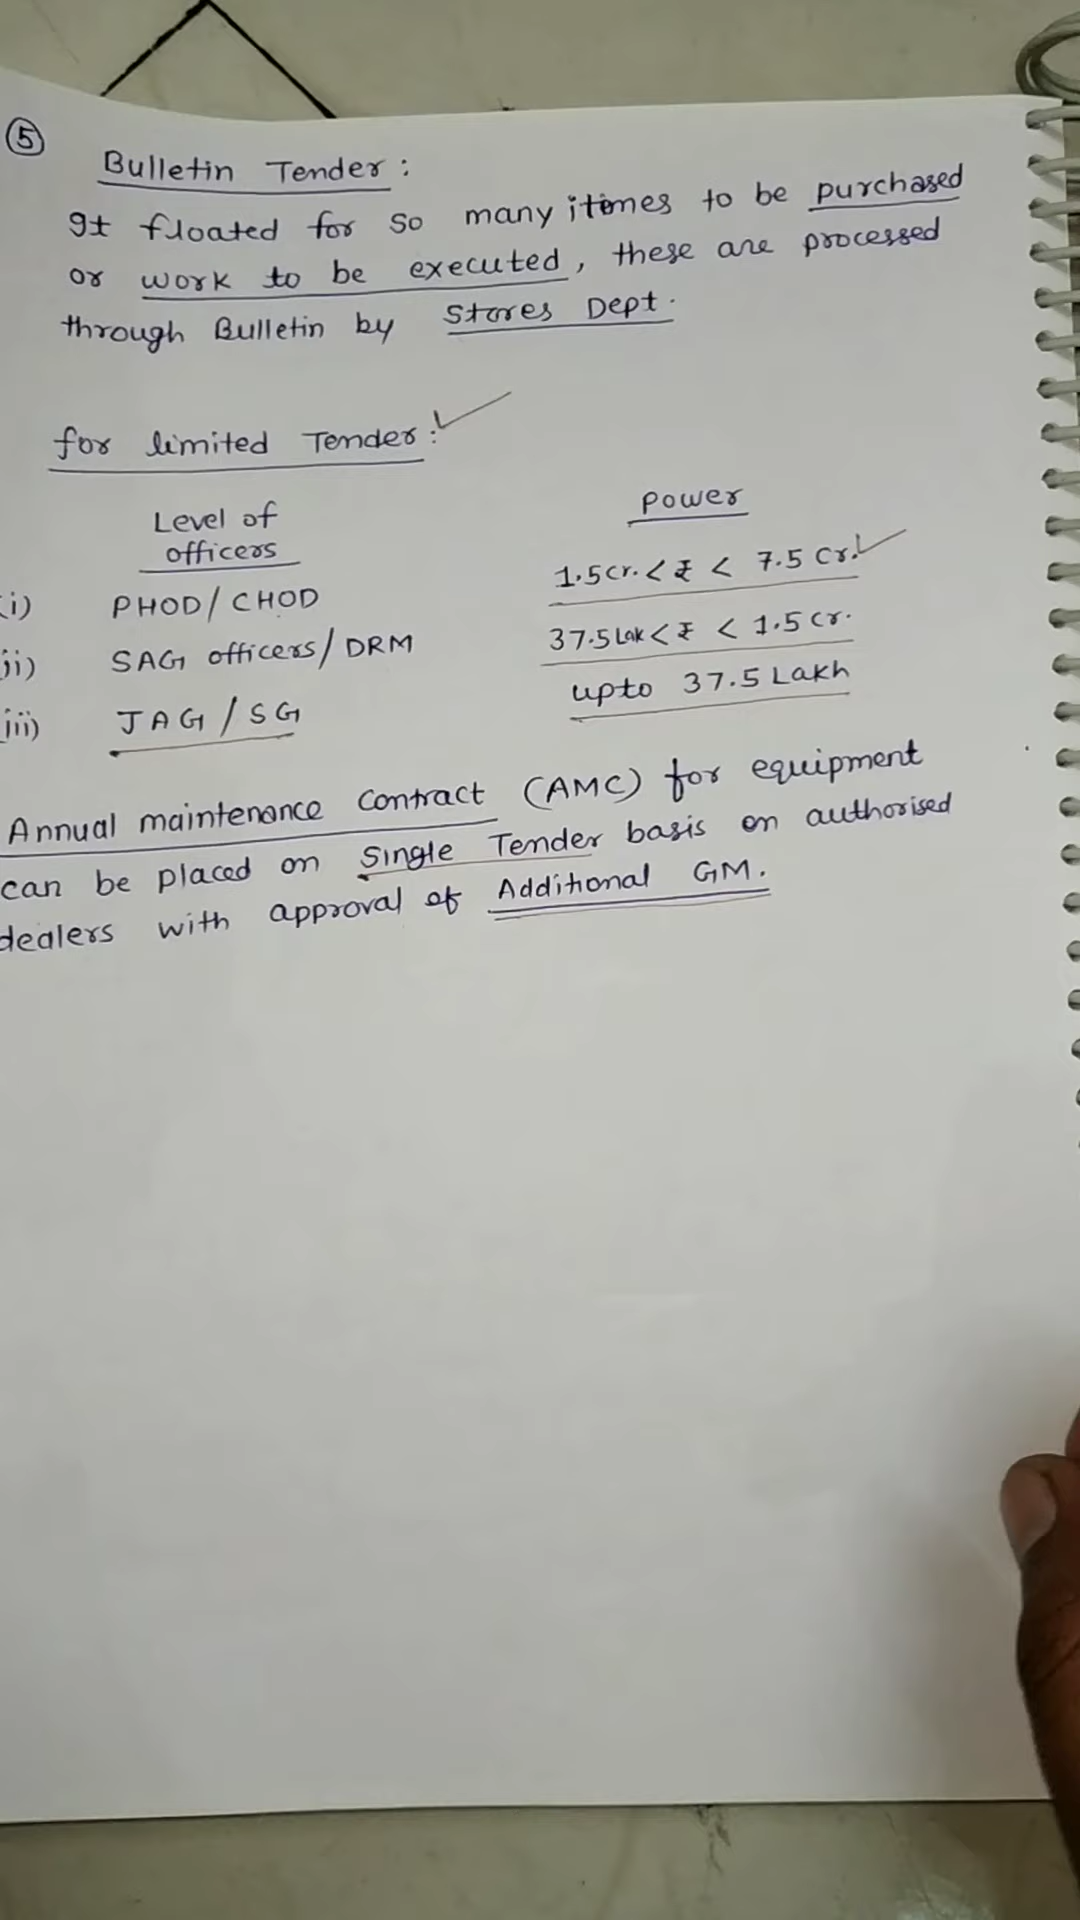 5
Bulletin Tender :
It floated for so many itimes to be purchased
or work to be executed, these are processed
through Bulletin by Stores Dept.
for limited Tender :
Level of officers Power
(i) PHOD/CHOD 1.5 Cr. < ₹ < 7.5 Cr.
(ii) SAG officers/DRM 37.5 Lak < ₹ < 1.5 Cr.
(iii) JAG/SG upto 37.5 Lakh
Annual maintenance contract (AMC) for equipment
can be placed on single Tender basis on authorised
dealers with approval of Additional GM.